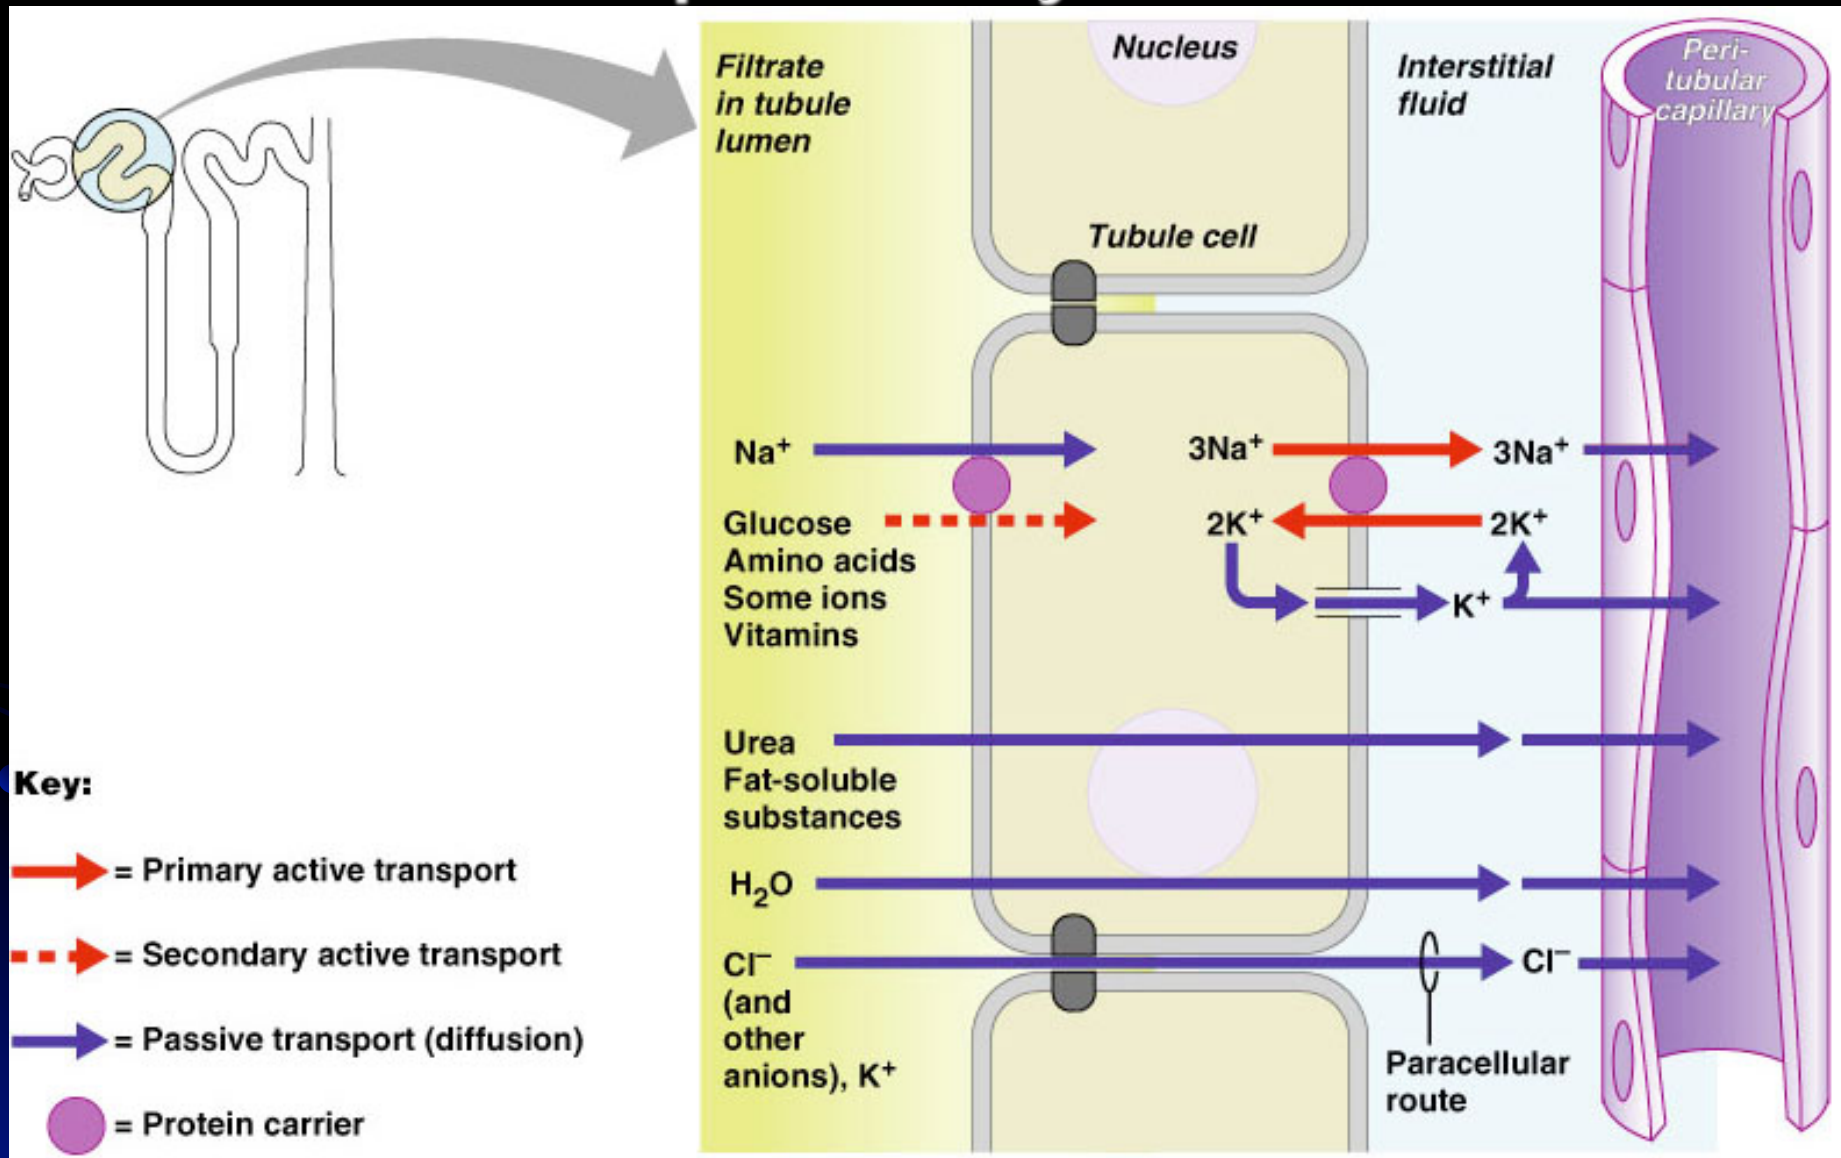 Filtrate
in tubule
lumen
Nucleus
Interstitial
fluid
Peri-
tubular
capillary
Tubule cell
Na⁺
3Na⁺
3Na⁺
Glucose
Amino acids
Some ions
Vitamins
2K⁺
2K⁺
K⁺
Urea
Fat-soluble
substances
H₂O
Cl⁻
(and
other
anions), K⁺
Cl⁻
Paracellular
route
Key:
= Primary active transport
= Secondary active transport
= Passive transport (diffusion)
= Protein carrier